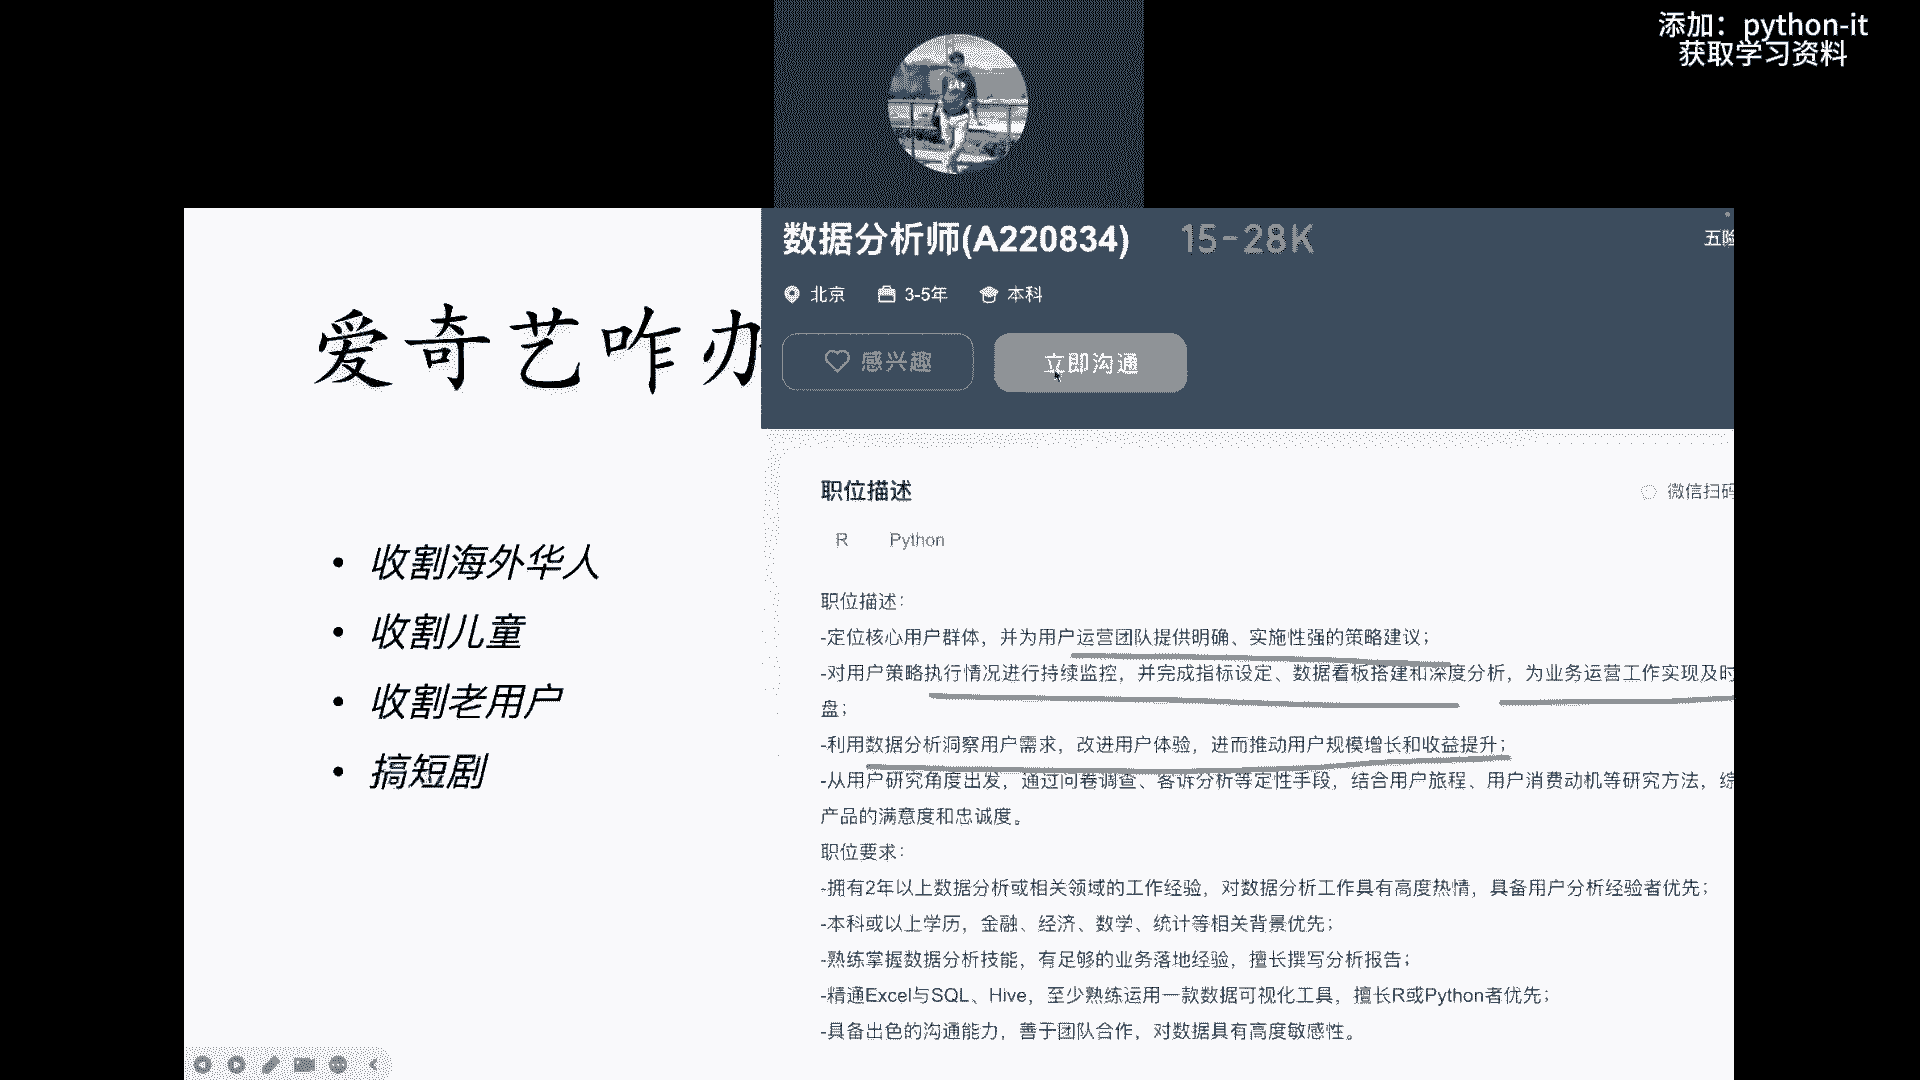 添加：python-it
获取学习资料
爱奇艺咋办
• 收割海外华人
• 收割儿童
• 收割老用户
• 搞短剧
数据分析师(A220834) 15-28K
五险
北京 3-5年 本科
感兴趣 立即沟通
职位描述
微信扫码
R Python
职位描述：
-定位核心用户群体，并为用户运营团队提供明确、实施性强的策略建议；
-对用户策略执行情况进行持续监控，并完成指标设定、数据看板搭建和深度分析，为业务运营工作实现及时
盘；
-利用数据分析洞察用户需求，改进用户体验，进而推动用户规模增长和收益提升；
-从用户研究角度出发，通过问卷调查、客诉分析等定性手段，结合用户旅程、用户消费动机等研究方法，综
产品的满意度和忠诚度。
职位要求：
-拥有2年以上数据分析或相关领域的工作经验，对数据分析工作具有高度热情，具备用户分析经验者优先；
-本科或以上学历，金融、经济、数学、统计等相关背景优先；
-熟练掌握数据分析技能，有足够的业务落地经验，擅长撰写分析报告；
-精通Excel与SQL、Hive，至少熟练运用一款数据可视化工具，擅长R或Python者优先；
-具备出色的沟通能力，善于团队合作，对数据具有高度敏感性。